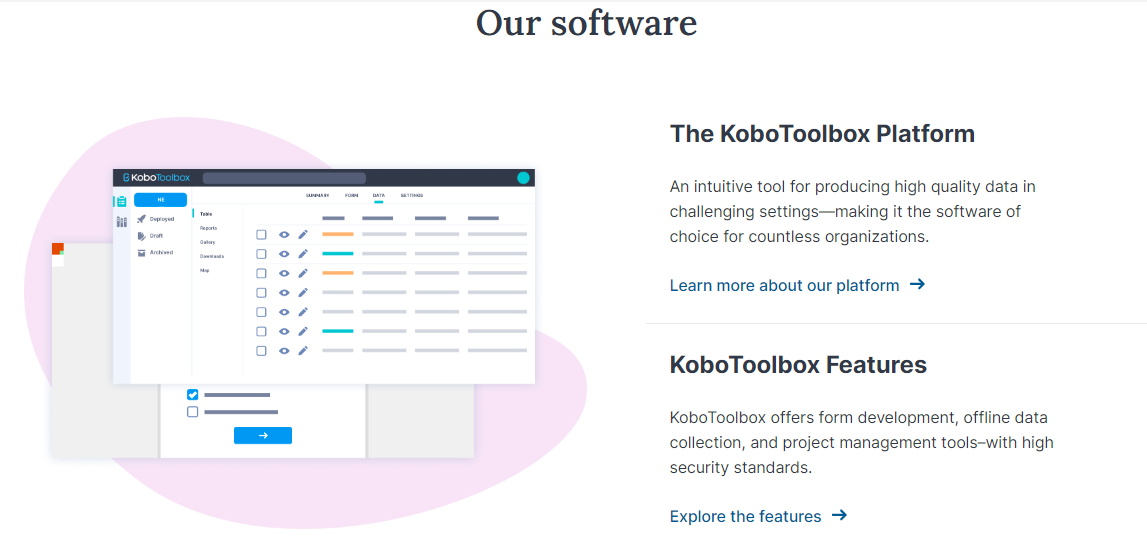 Our software
KoboToolbox
NE
Deployed
Draft
Archived
SUMMARY FORM DATA SETTINGS
Table
Reports
Gallery
Downloads
Map
The KoboToolbox Platform
An intuitive tool for producing high quality data in
challenging settings—making it the software of
choice for countless organizations.
Learn more about our platform →
KoboToolbox Features
KoboToolbox offers form development, offline data
collection, and project management tools–with high
security standards.
Explore the features →